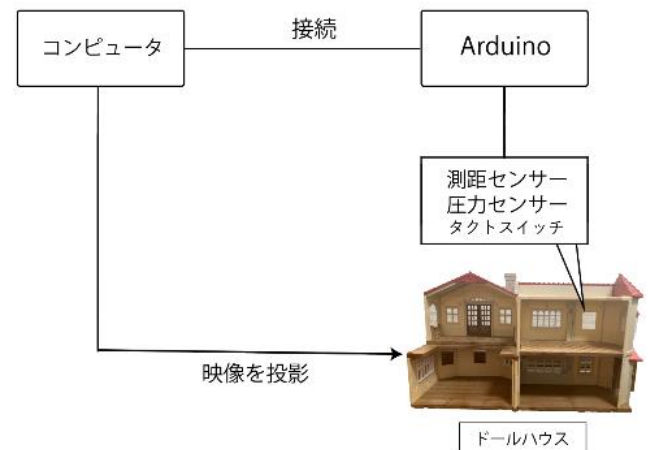 コンピュータ
接続
Arduino
測距センサー
圧力センサー
タクトスイッチ
映像を投影
ドールハウス